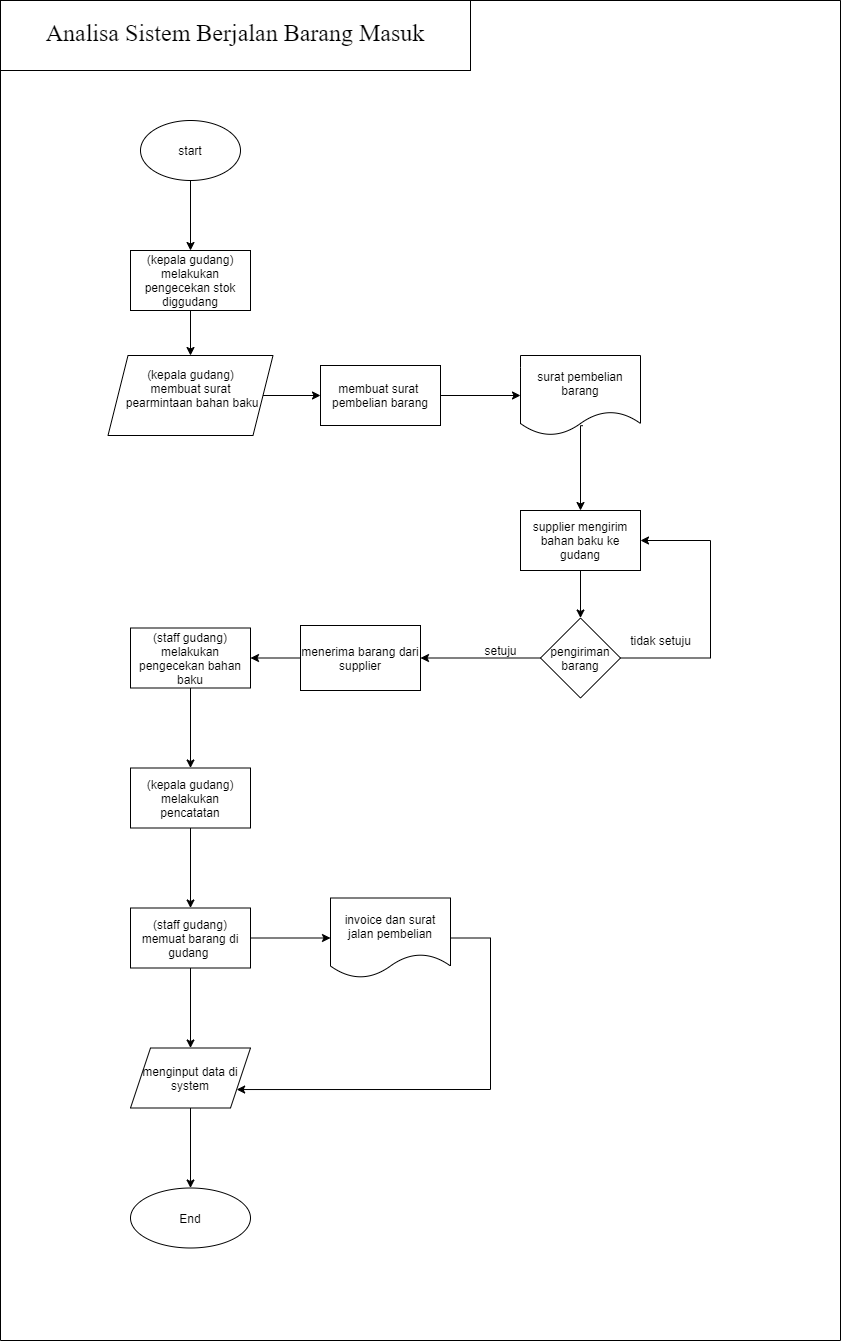 Analisa Sistem Berjalan Barang Masuk
start
(kepala gudang)
melakukan
pengecekan stok
diggudang
(kepala gudang)
membuat surat
pearmintaan bahan baku
membuat surat
pembelian barang
surat pembelian
barang
supplier mengirim
bahan baku ke
gudang
pengiriman
barang
tidak setuju
setuju
menerima barang dari
supplier
(staff gudang)
melakukan
pengecekan bahan
baku
(kepala gudang)
melakukan
pencatatan
(staff gudang)
memuat barang di
gudang
invoice dan surat
jalan pembelian
menginput data di
system
End